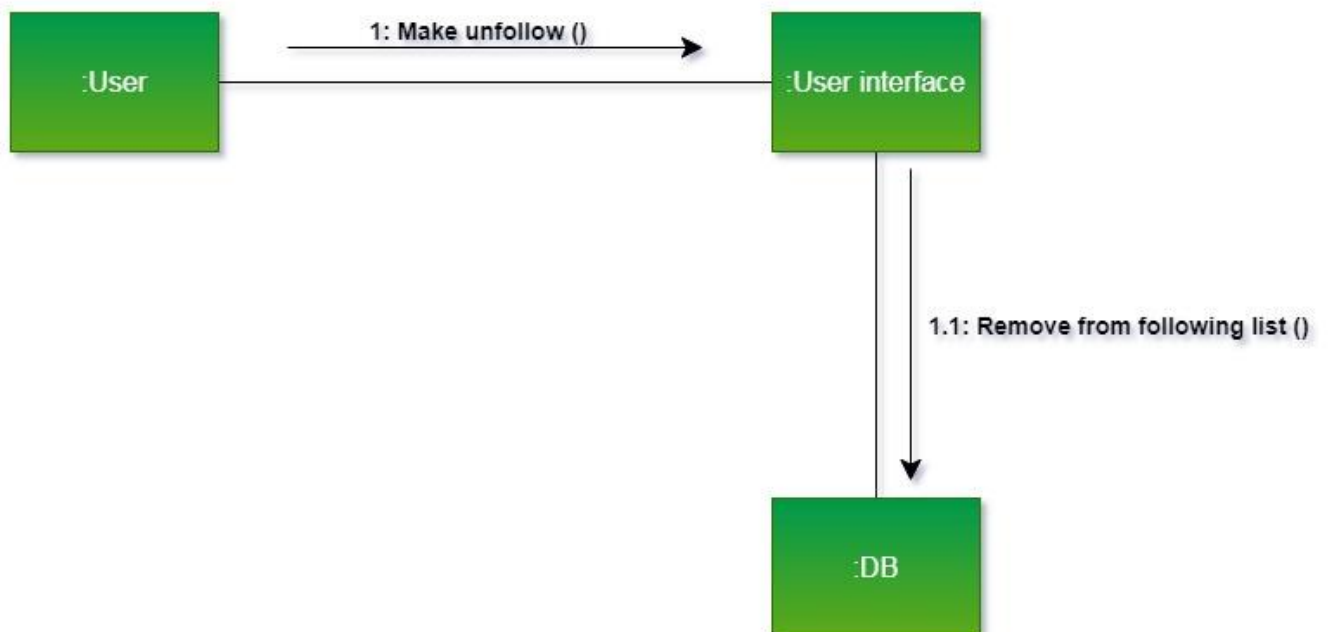 1: Make unfollow ()
:User
:User interface
1.1: Remove from following list ()
:DB